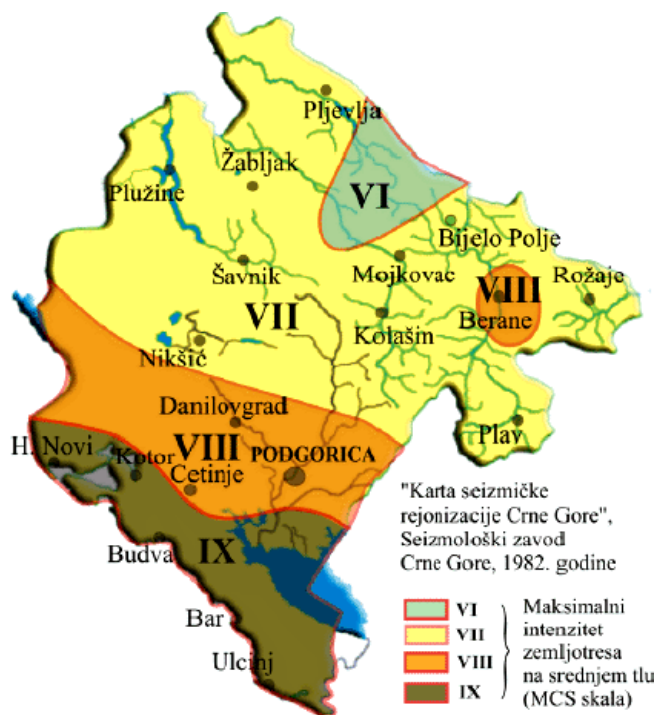 Pljevlja
Žabljak
Plužine
VI
Bijelo Polje
Šavnik
Mojkovac
VIII
Rožaje
VII
Berane
Kolašin
Nikšić
Danilovgrad
Plav
H. Novi
VIII
PODGORICA
Kotor
Cetinje
"Karta seizmičke
rejonizacije Crne Gore",
Seizmološki zavod
Crne Gore, 1982. godine
Budva
IX
Bar
Ulcinj
VI
VII
VIII
IX
Maksimalni
intenzitet
zemljotresa
na srednjem tlu
(MCS skala)